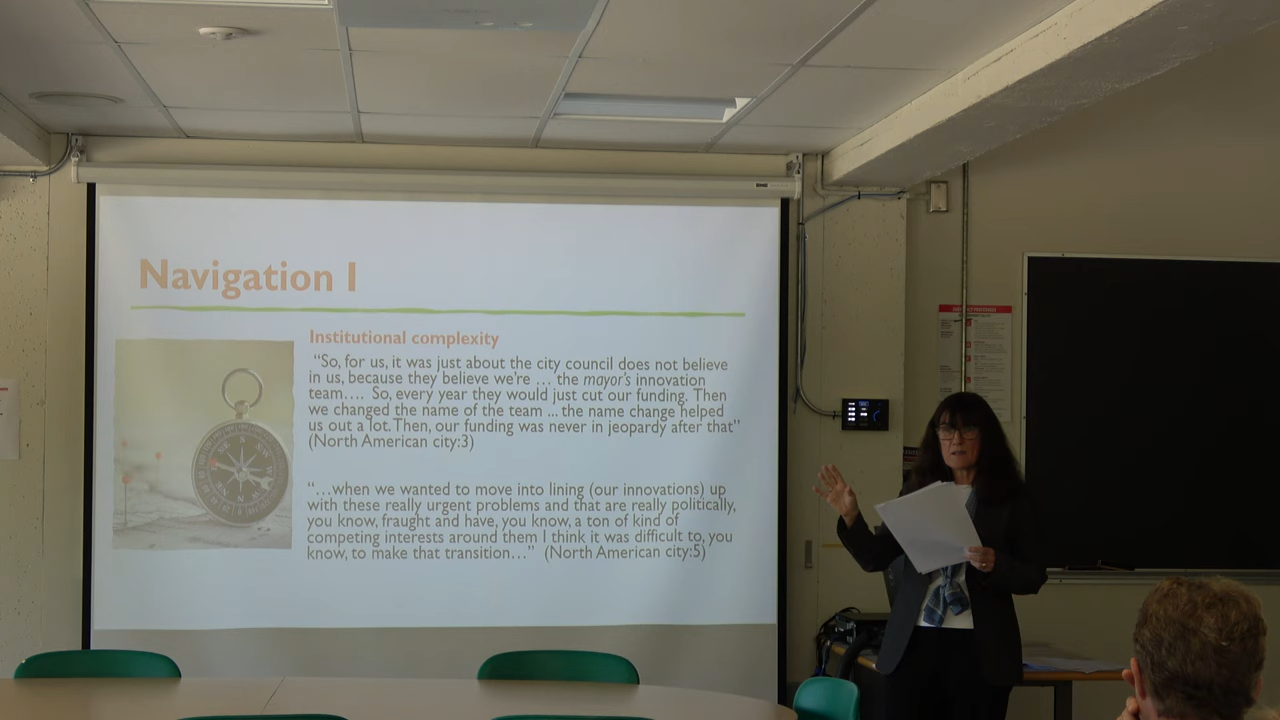 Navigation I
Institutional complexity
“So, for us, it was just about the city council does not believe
in us, because they believe we’re … the mayor’s innovation
team…. So, every year they would just cut our funding. Then
we changed the name of the team ... the name change helped
us out a lot. Then, our funding was never in jeopardy after that”
(North American city:3)
“…when we wanted to move into lining (our innovations) up
with these really urgent problems and that are really politically,
you know, fraught and have, you know, a ton of kind of
competing interests around them I think it was difficult to, you
know, to make that transition…” (North American city:5)